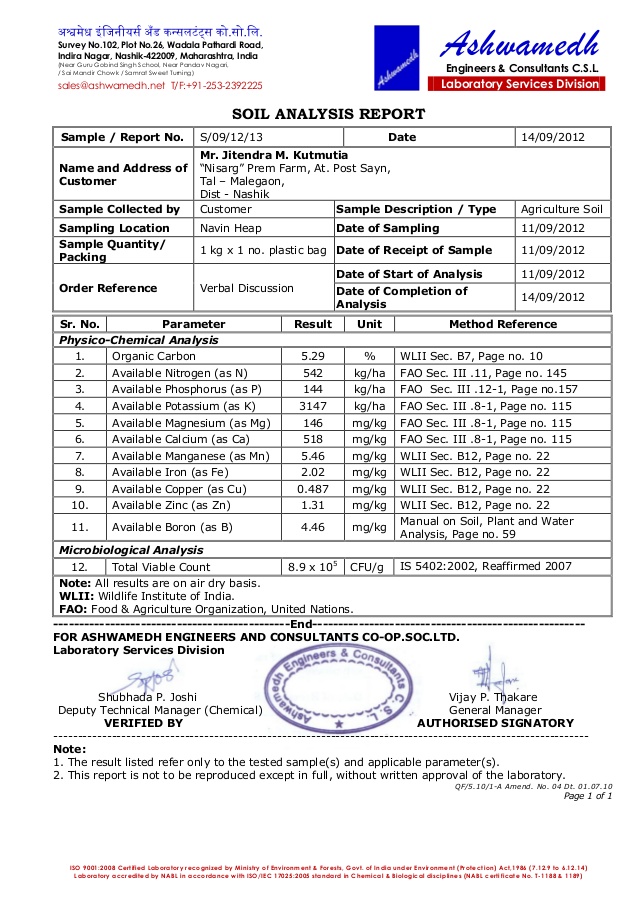 अश्वमेध इंजिनीयर्स अँड कन्सलटंट्स को.सो.लि.
Survey No.102, Plot No.26, Wadala Pathardi Road,
Indira Nagar, Nashik-422009, Maharashtra, India
(Near Guru Gobind Singh School, Near Pandav Nagari,
/ Sai Mandir Chowk / Samrat Sweet Turning)
sales@ashwamedh.net T/F:+91-253-2392225
Ashwamedh
Ashwamedh
Engineers & Consultants C.S.L
Laboratory Services Division
SOIL ANALYSIS REPORT
Sample / Report No. S/09/12/13 Date 14/09/2012
Name and Address of Customer Mr. Jitendra M. Kutmutia
“Nisarg” Prem Farm, At. Post Sayn,
Tal – Malegaon,
Dist - Nashik
Sample Collected by Customer Sample Description / Type Agriculture Soil
Sampling Location Navin Heap Date of Sampling 11/09/2012
Sample Quantity/ Packing 1 kg x 1 no. plastic bag Date of Receipt of Sample 11/09/2012
Order Reference Verbal Discussion Date of Start of Analysis 11/09/2012
Date of Completion of Analysis 14/09/2012
Sr. No. Parameter Result Unit Method Reference
Physico-Chemical Analysis
1. Organic Carbon 5.29 % WLII Sec. B7, Page no. 10
2. Available Nitrogen (as N) 542 kg/ha FAO Sec. III .11, Page no. 145
3. Available Phosphorus (as P) 144 kg/ha FAO Sec. III .12-1, Page no.157
4. Available Potassium (as K) 3147 kg/ha FAO Sec. III .8-1, Page no. 115
5. Available Magnesium (as Mg) 146 mg/kg FAO Sec. III .8-1, Page no. 115
6. Available Calcium (as Ca) 518 mg/kg FAO Sec. III .8-1, Page no. 115
7. Available Manganese (as Mn) 5.46 mg/kg WLII Sec. B12, Page no. 22
8. Available Iron (as Fe) 2.02 mg/kg WLII Sec. B12, Page no. 22
9. Available Copper (as Cu) 0.487 mg/kg WLII Sec. B12, Page no. 22
10. Available Zinc (as Zn) 1.31 mg/kg WLII Sec. B12, Page no. 22
11. Available Boron (as B) 4.46 mg/kg Manual on Soil, Plant and Water Analysis, Page no. 59
Microbiological Analysis
12. Total Viable Count 8.9 x 10⁵ CFU/g IS 5402:2002, Reaffirmed 2007
Note: All results are on air dry basis.
WLII: Wildlife Institute of India.
FAO: Food & Agriculture Organization, United Nations.
-----End-----
FOR ASHWAMEDH ENGINEERS AND CONSULTANTS CO-OP.SOC.LTD.
Laboratory Services Division
Ashwamedh Engineers & Consultants C.S.L.
Shubhada P. Joshi
Deputy Technical Manager (Chemical)
VERIFIED BY
Vijay P. Thakare
General Manager
AUTHORISED SIGNATORY
Note:
1. The result listed refer only to the tested sample(s) and applicable parameter(s).
2. This report is not to be reproduced except in full, without written approval of the laboratory.
QF/5.10/1-A Amend. No. 04 Dt. 01.07.10
Page 1 of 1
ISO 9001:2008 Certified Laboratory recognized by Ministry of Environment & Forests, Govt. of India under Environment (Protection) Act,1986 (7.12.9 to 6.12.14)
Laboratory accredited by NABL in accordance with ISO/IEC 17025:2005 standard in Chemical & Biological disciplines (NABL certificate No. T-1188 & 1189)